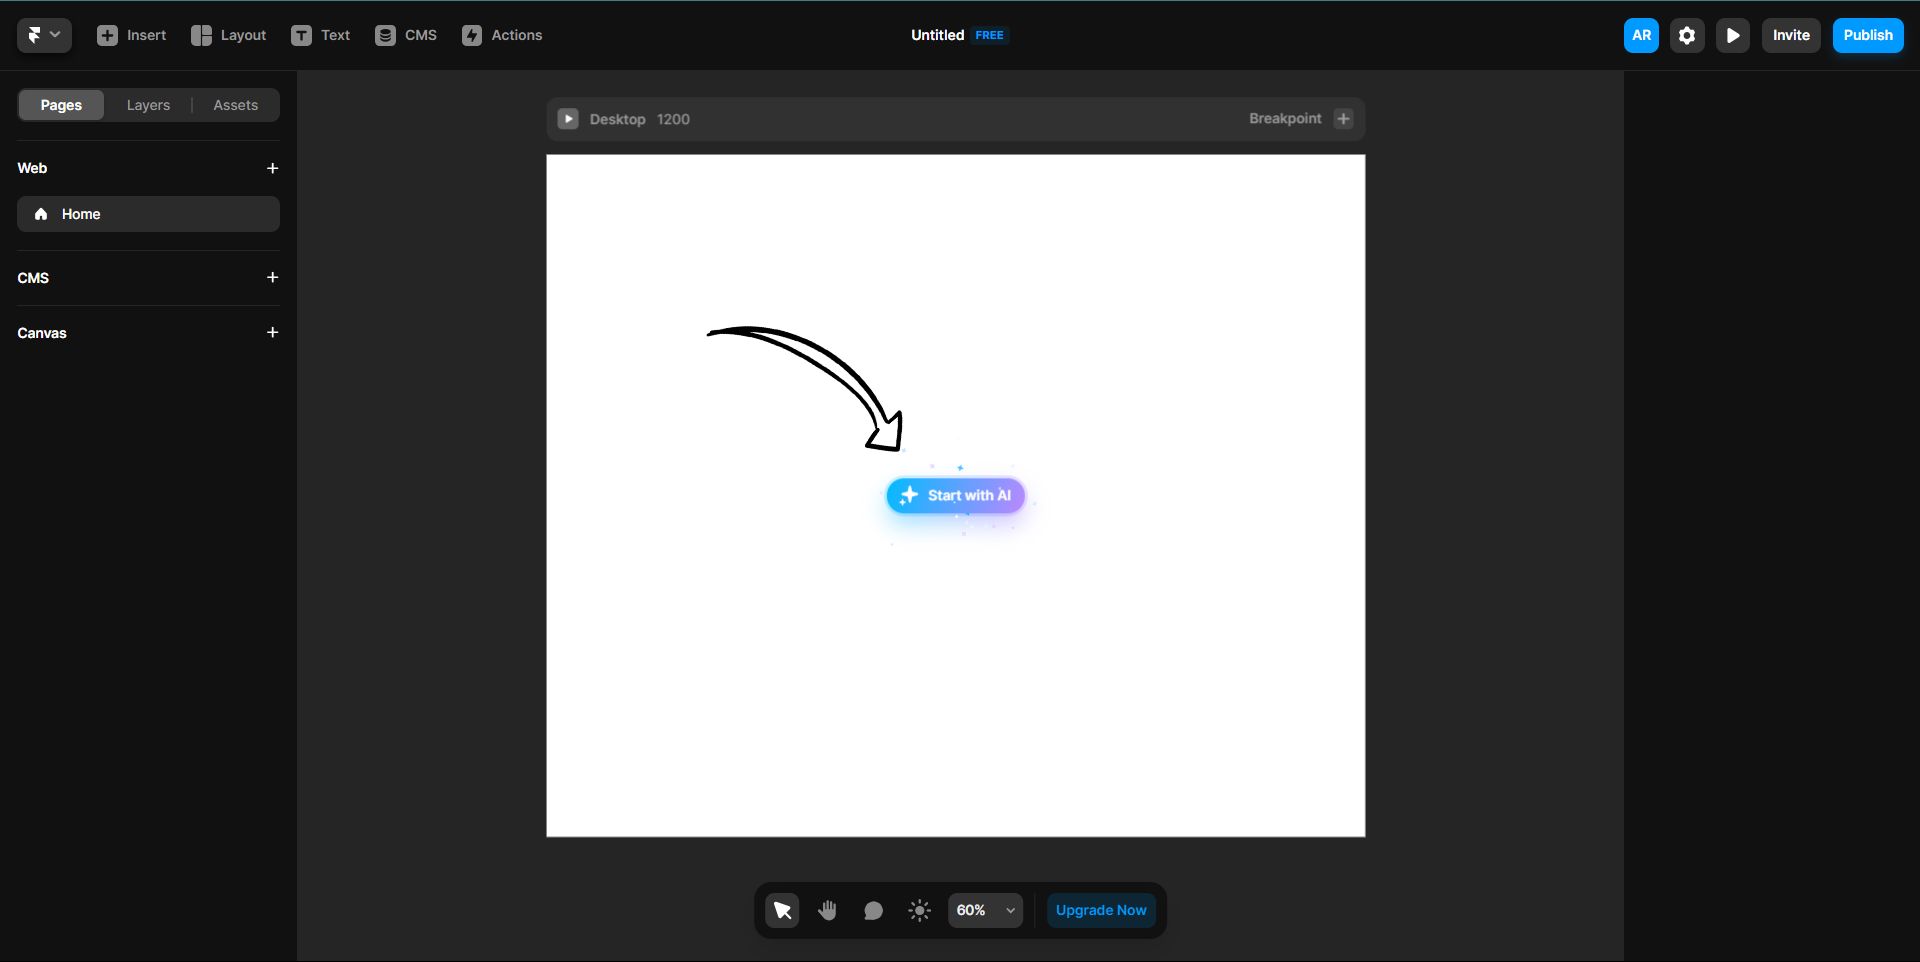 Insert Layout Text CMS Actions Untitled FREE AR Invite Publish
Pages Layers Assets
Desktop 1200 Breakpoint
Web
Home
CMS
Canvas
Start with AI
60% Upgrade Now